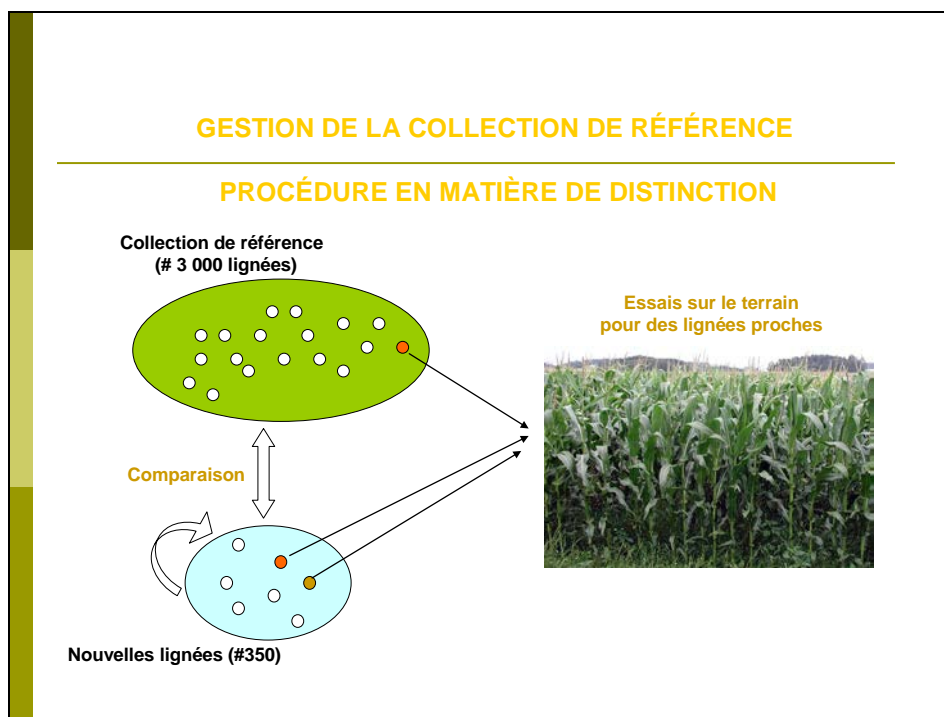 GESTION DE LA COLLECTION DE RÉFÉRENCE
PROCÉDURE EN MATIÈRE DE DISTINCTION
Collection de référence
(# 3 000 lignées)
Essais sur le terrain
pour des lignées proches
Comparaison
Nouvelles lignées (#350)